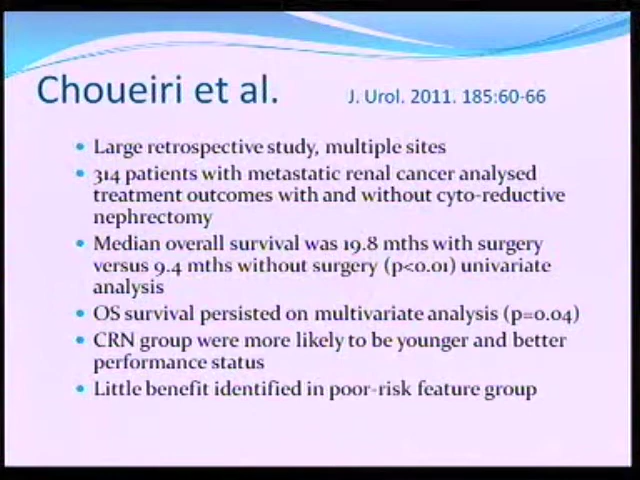 Choueiri et al. J. Urol. 2011. 185:60-66
• Large retrospective study, multiple sites
• 314 patients with metastatic renal cancer analysed
treatment outcomes with and without cyto-reductive
nephrectomy
• Median overall survival was 19.8 mths with surgery
versus 9.4 mths without surgery (p<0.01) univariate
analysis
• OS survival persisted on multivariate analysis (p=0.04)
• CRN group were more likely to be younger and better
performance status
• Little benefit identified in poor-risk feature group